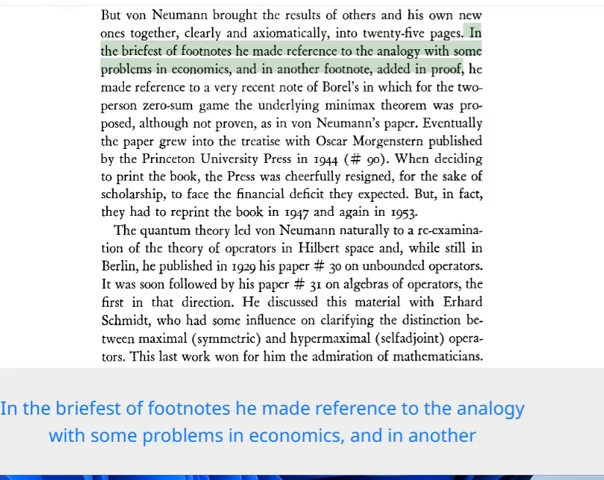 But von Neumann brought the results of others and his own new
ones together, clearly and axiomatically, into twenty-five pages. In
the briefest of footnotes he made reference to the analogy with some
problems in economics, and in another footnote, added in proof, he
made reference to a very recent note of Borel's in which for the two-
person zero-sum game the underlying minimax theorem was pro-
posed, although not proven, as in von Neumann's paper. Eventually
the paper grew into the treatise with Oscar Morgenstern published
by the Princeton University Press in 1944 (# 90). When deciding
to print the book, the Press was cheerfully resigned, for the sake of
scholarship, to face the financial deficit they expected. But, in fact,
they had to reprint the book in 1947 and again in 1953.
The quantum theory led von Neumann naturally to a re-examina-
tion of the theory of operators in Hilbert space and, while still in
Berlin, he published in 1929 his paper # 30 on unbounded operators.
It was soon followed by his paper # 31 on algebras of operators, the
first in that direction. He discussed this material with Erhard
Schmidt, who had some influence on clarifying the distinction be-
tween maximal (symmetric) and hypermaximal (selfadjoint) opera-
tors. This last work won for him the admiration of mathematicians.
In the briefest of footnotes he made reference to the analogy
with some problems in economics, and in another